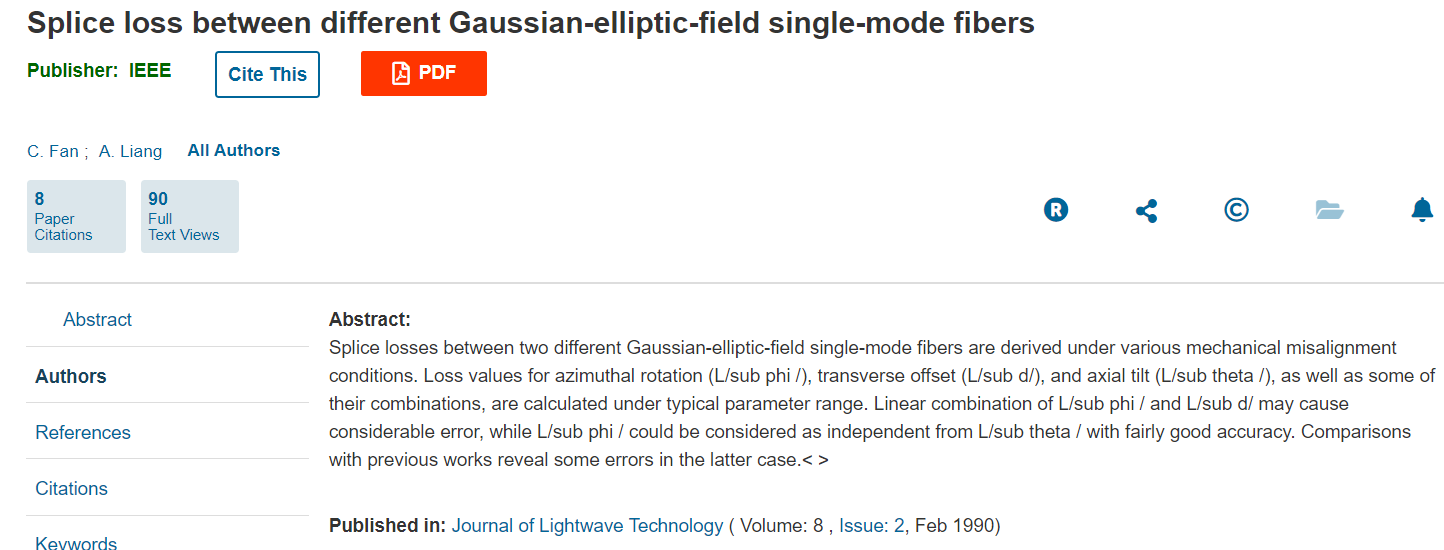 Splice loss between different Gaussian-elliptic-field single-mode fibers
Publisher: IEEE
Cite This
PDF
C. Fan ; A. Liang All Authors
8
Paper
Citations
90
Full
Text Views
R
©
Abstract
Authors
References
Citations
Keywords
Abstract:
Splice losses between two different Gaussian-elliptic-field single-mode fibers are derived under various mechanical misalignment
conditions. Loss values for azimuthal rotation (L/sub phi /), transverse offset (L/sub d/), and axial tilt (L/sub theta /), as well as some of
their combinations, are calculated under typical parameter range. Linear combination of L/sub phi / and L/sub d/ may cause
considerable error, while L/sub phi / could be considered as independent from L/sub theta / with fairly good accuracy. Comparisons
with previous works reveal some errors in the latter case.< >
Published in: Journal of Lightwave Technology ( Volume: 8 , Issue: 2, Feb 1990)